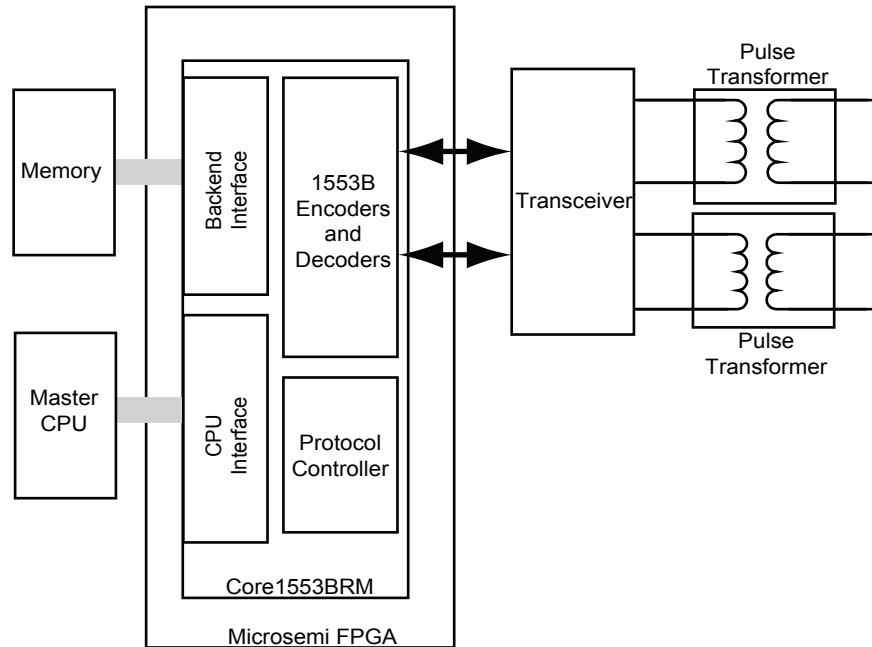 Pulse
Transformer
Memory
Backend
Interface
1553B
Encoders
and
Decoders
Transceiver
Master
CPU
CPU
Interface
Protocol
Controller
Pulse
Transformer
Core1553BRM
Microsemi FPGA